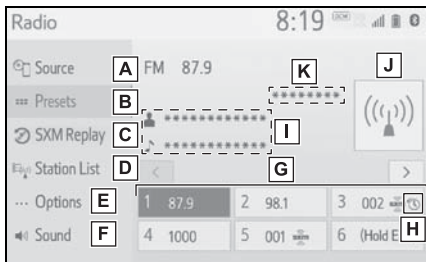 Radio 8:19 DCM
Source A FM 87.9 K J
Presets B ************
SXM Replay C ************
I
Station List D ************ G
< >
Options E 1 87.9 2 98.1 3 002 H
Sound F 4 1000 5 001 6 (Hold E